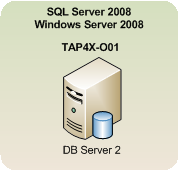 SQL Server 2008
Windows Server 2008
TAP4X-O01
DB Server 2